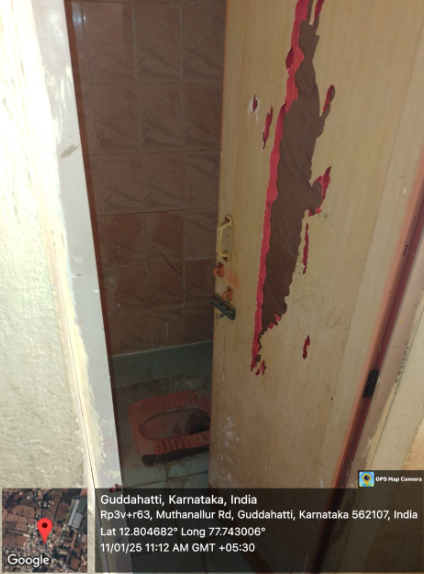 GPS Map Camera
Guddahatti, Karnataka, India
Rp3v+r63, Muthanallur Rd, Guddahatti, Karnataka 562107, India
Lat 12.804682° Long 77.743006°
11/01/25 11:12 AM GMT +05:30
Google